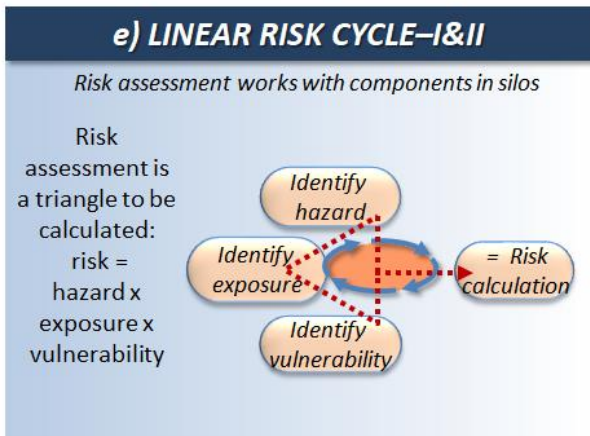 e) LINEAR RISK CYCLE–I&II
Risk assessment works with components in silos
Risk
assessment is
a triangle to be
calculated:
risk =
hazard x
exposure x
vulnerability
Identify
hazard
Identify
exposure
Identify
vulnerability
= Risk
calculation